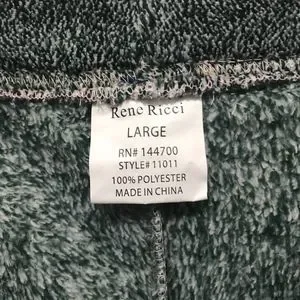 Rene Ricci
LARGE
RN# 144700
STYLE# 11011
100% POLYESTER
MADE IN CHINA